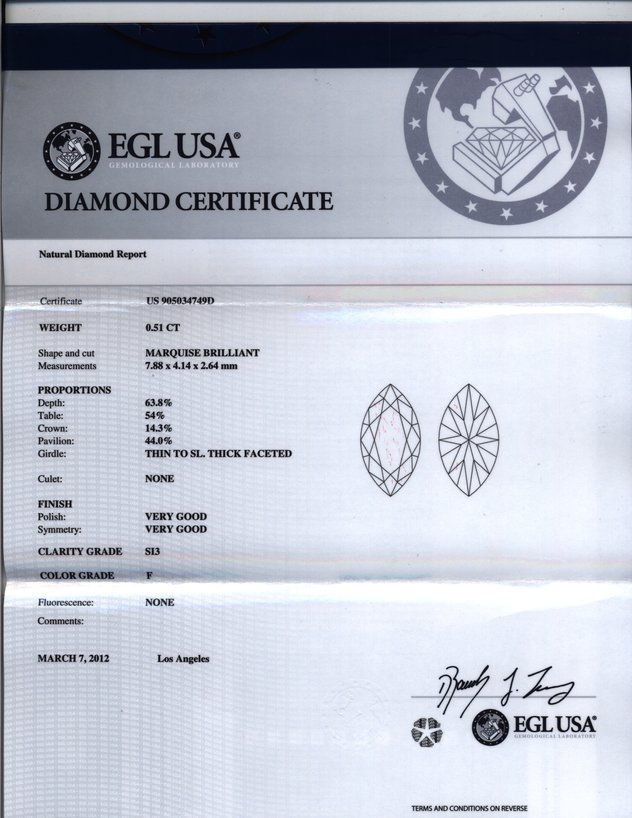 EGL USA®
GEMOLOGICAL LABORATORY
DIAMOND CERTIFICATE
Natural Diamond Report
Certificate US 905034749D
WEIGHT 0.51 CT
Shape and cut MARQUISE BRILLIANT
Measurements 7.88 x 4.14 x 2.64 mm
PROPORTIONS
Depth: 63.8%
Table: 54%
Crown: 14.3%
Pavilion: 44.0%
Girdle: THIN TO SL. THICK FACETED
Culet: NONE
FINISH
Polish: VERY GOOD
Symmetry: VERY GOOD
CLARITY GRADE SI3
COLOR GRADE F
Fluorescence: NONE
Comments:
MARCH 7, 2012 Los Angeles
EGL USA®
GEMOLOGICAL LABORATORY
TERMS AND CONDITIONS ON REVERSE